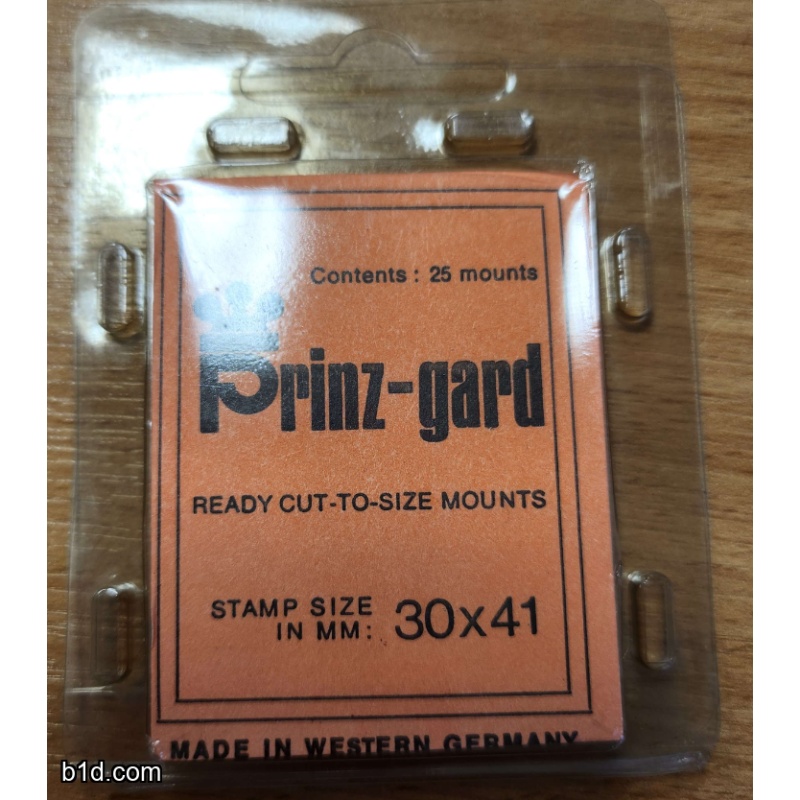 Contents : 25 mounts
Prinz-gard
READY CUT-TO-SIZE MOUNTS
STAMP SIZE
IN MM: 30x41
MADE IN WESTERN GERMANY
b1d.com